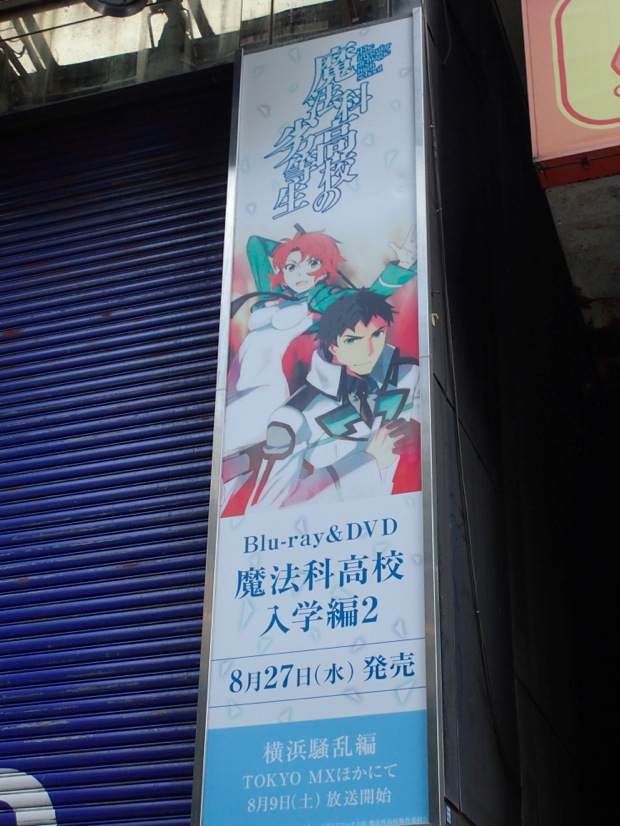 魔法科高校の
劣等生
Blu-ray&DVD
魔法科高校
入学編2
8月27日(水) 発売
横浜騒乱編
TOKYO MXほかにて
8月9日(土) 放送開始